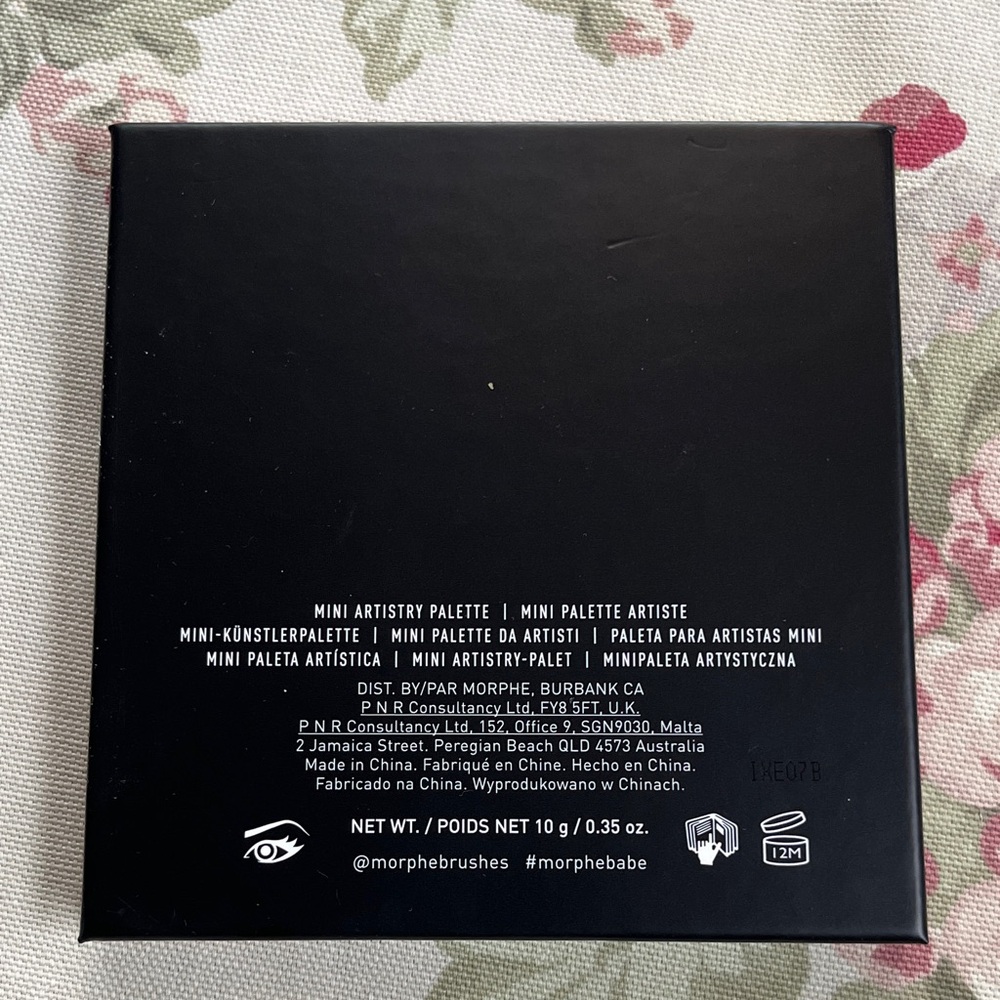 MINI ARTISTRY PALETTE | MINI PALETTE ARTISTE
MINI-KÜNSTLERPALETTE | MINI PALETTE DA ARTISTI | PALETA PARA ARTISTAS MINI
MINI PALETA ARTÍSTICA | MINI ARTISTRY-PALET | MINIPALETA ARTYSTYCZNA
DIST. BY/PAR MORPHE, BURBANK CA
P N R Consultancy Ltd, FY8 5FT, U.K.
P N R Consultancy Ltd, 152, Office 9, SGN9030, Malta
2 Jamaica Street. Peregian Beach QLD 4573 Australia
Made in China. Fabriqué en Chine. Hecho en China.
Fabricado na China. Wyprodukowano w Chinach.
IXE07B
NET WT. / POIDS NET 10 g / 0.35 oz.
@morphebrushes #morphebabe
12M